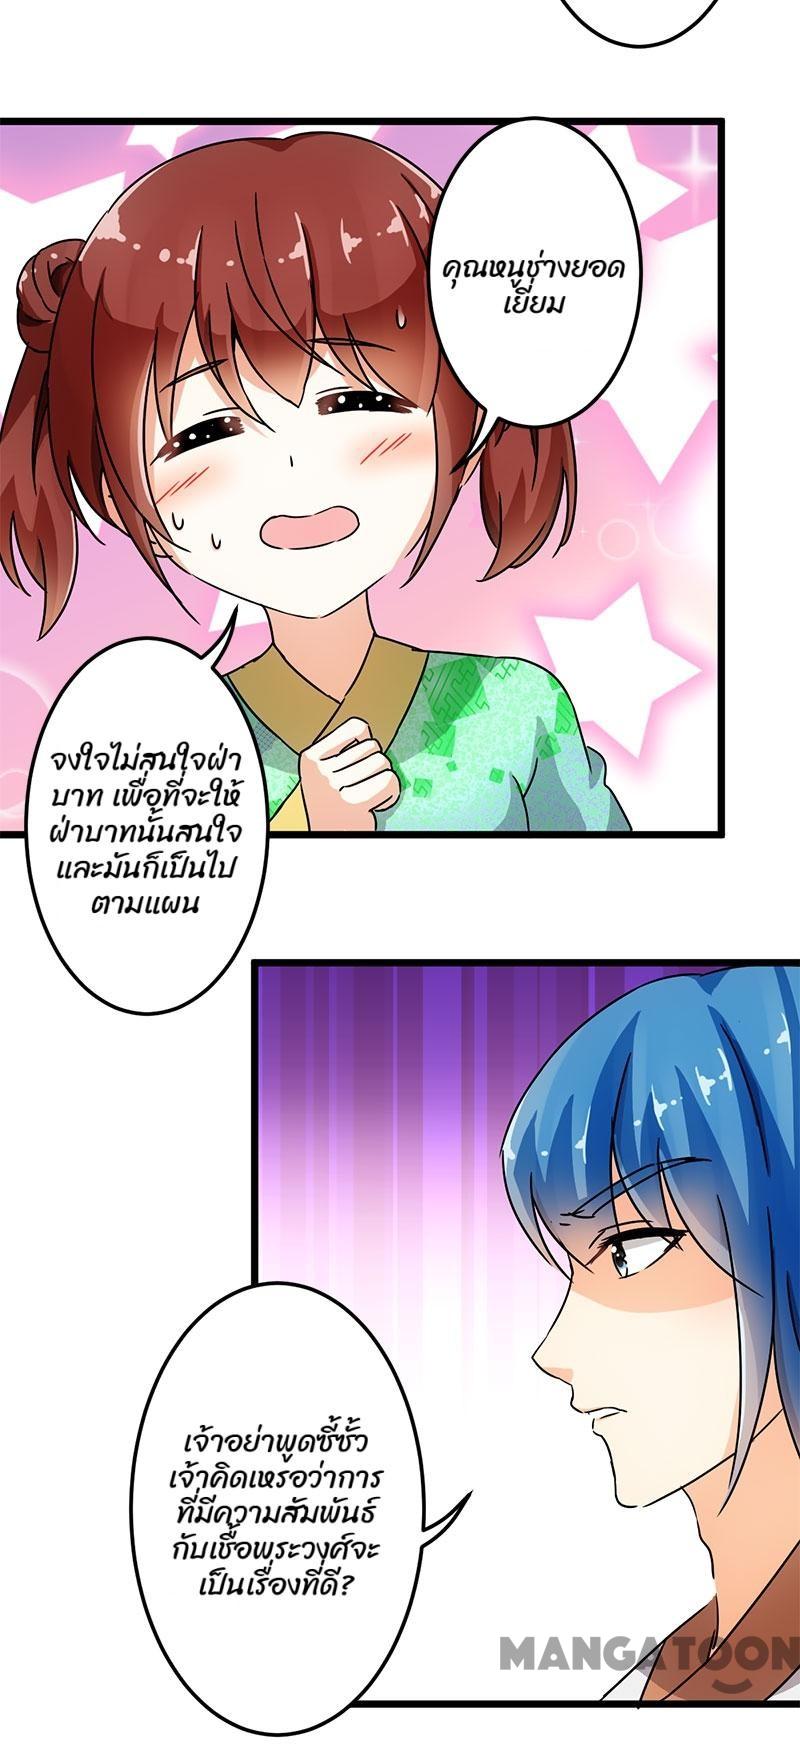 คุณหนูช่างยอด
เยี่ยม
จงใจไม่สนใจฝ่า
บาท เพื่อที่จะให้
ฝ่าบาทนั้นสนใจ
และมันก็เป็นไป
ตามแผน
เจ้าอย่าพูดซี้ซั้ว
เจ้าคิดเหรอว่าการ
ที่มีความสัมพันธ์
กับเชื้อพระวงศ์จะ
เป็นเรื่องที่ดี?
MANGATOON